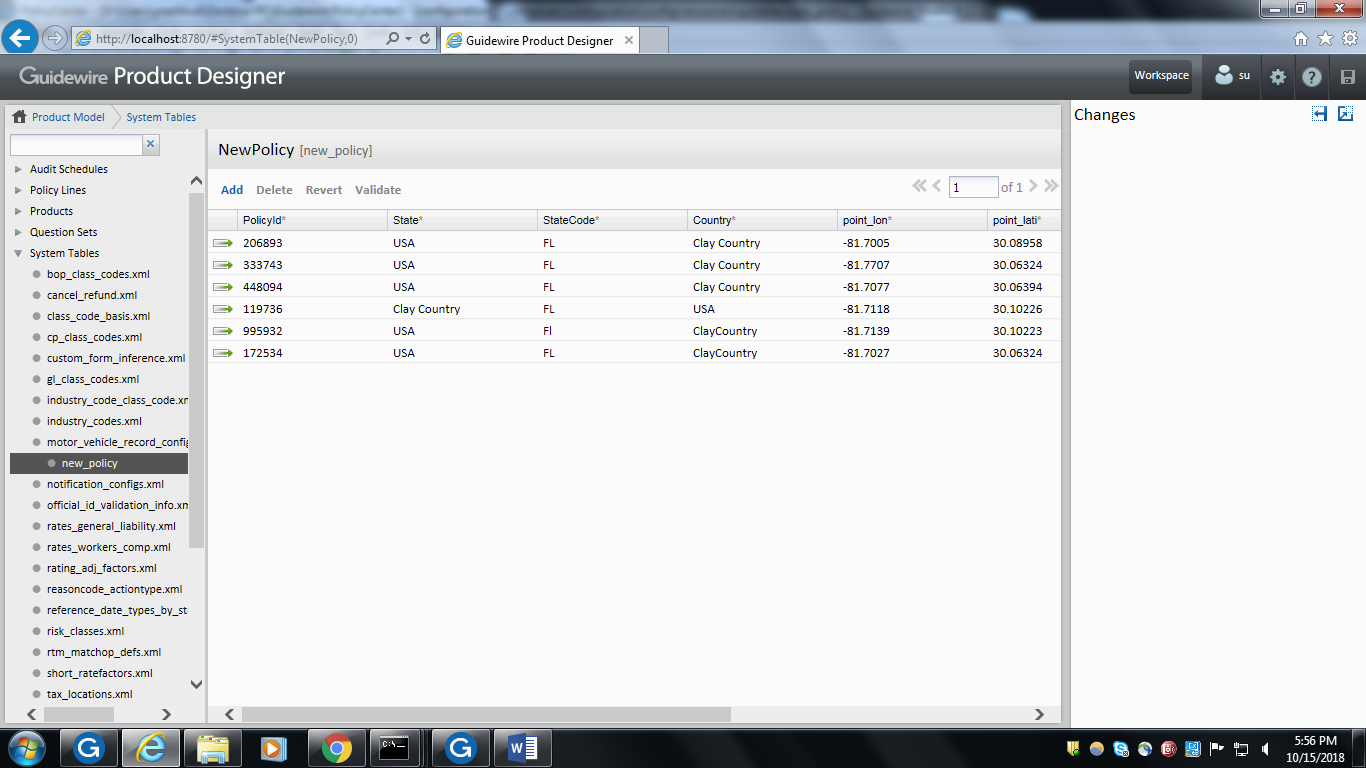 http://localhost:8780/#SystemTable(NewPolicy,0)
Guidewire Product Designer
Guidewire Product Designer
Workspace
su
Product Model
System Tables
Changes
Audit Schedules
Policy Lines
Products
Question Sets
System Tables
bop_class_codes.xml
cancel_refund.xml
class_code_basis.xml
cp_class_codes.xml
custom_form_inference.xml
gl_class_codes.xml
industry_code_class_code.xm
industry_codes.xml
motor_vehicle_record_config
new_policy
notification_configs.xml
official_id_validation_info.xm
rates_general_liability.xml
rates_workers_comp.xml
rating_adj_factors.xml
reasoncode_actiontype.xml
reference_date_types_by_st
risk_classes.xml
rtm_matchop_defs.xml
short_ratefactors.xml
tax_locations.xml
NewPolicy [new_policy]
Add Delete Revert Validate
1 of 1
PolicyId* State* StateCode* Country* point_lon* point_lati*
206893 USA FL Clay Country -81.7005 30.08958
333743 USA FL Clay Country -81.7707 30.06324
448094 USA FL Clay Country -81.7077 30.06394
119736 Clay Country FL USA -81.7118 30.10226
995932 USA Fl ClayCountry -81.7139 30.10223
172534 USA FL ClayCountry -81.7027 30.06324
5:56 PM
10/15/2018